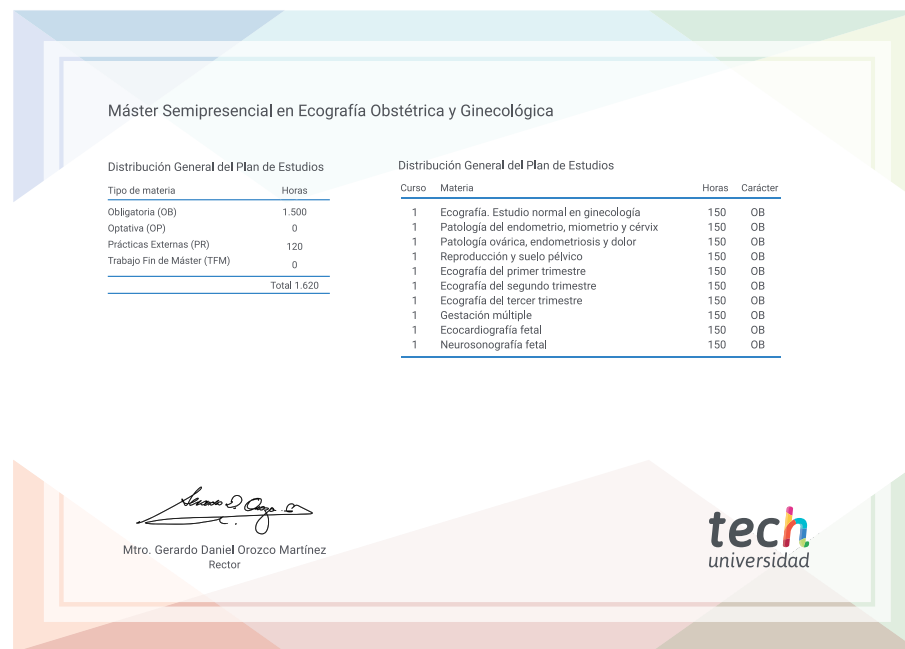 Máster Semipresencial en Ecografía Obstétrica y Ginecológica
Distribución General del Plan de Estudios
Tipo de materia Horas
Obligatoria (OB) 1.500
Optativa (OP) 0
Prácticas Externas (PR) 120
Trabajo Fin de Máster (TFM) 0
Total 1.620
Distribución General del Plan de Estudios
Curso Materia Horas Carácter
1 Ecografía. Estudio normal en ginecología 150 OB
1 Patología del endometrio, miometrio y cérvix 150 OB
1 Patología ovárica, endometriosis y dolor 150 OB
1 Reproducción y suelo pélvico 150 OB
1 Ecografía del primer trimestre 150 OB
1 Ecografía del segundo trimestre 150 OB
1 Ecografía del tercer trimestre 150 OB
1 Gestación múltiple 150 OB
1 Ecocardiografía fetal 150 OB
1 Neurosonografía fetal 150 OB
Mtro. Gerardo Daniel Orozco Martínez
Rector
tech
universidad